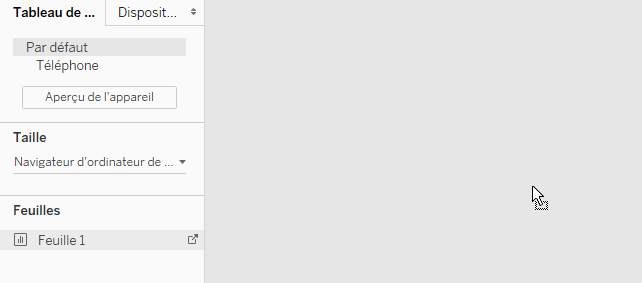 Tableau de ... Disposit...
Par défaut
Téléphone
Aperçu de l'appareil
Taille
Navigateur d'ordinateur de ...
Feuilles
Feuille 1